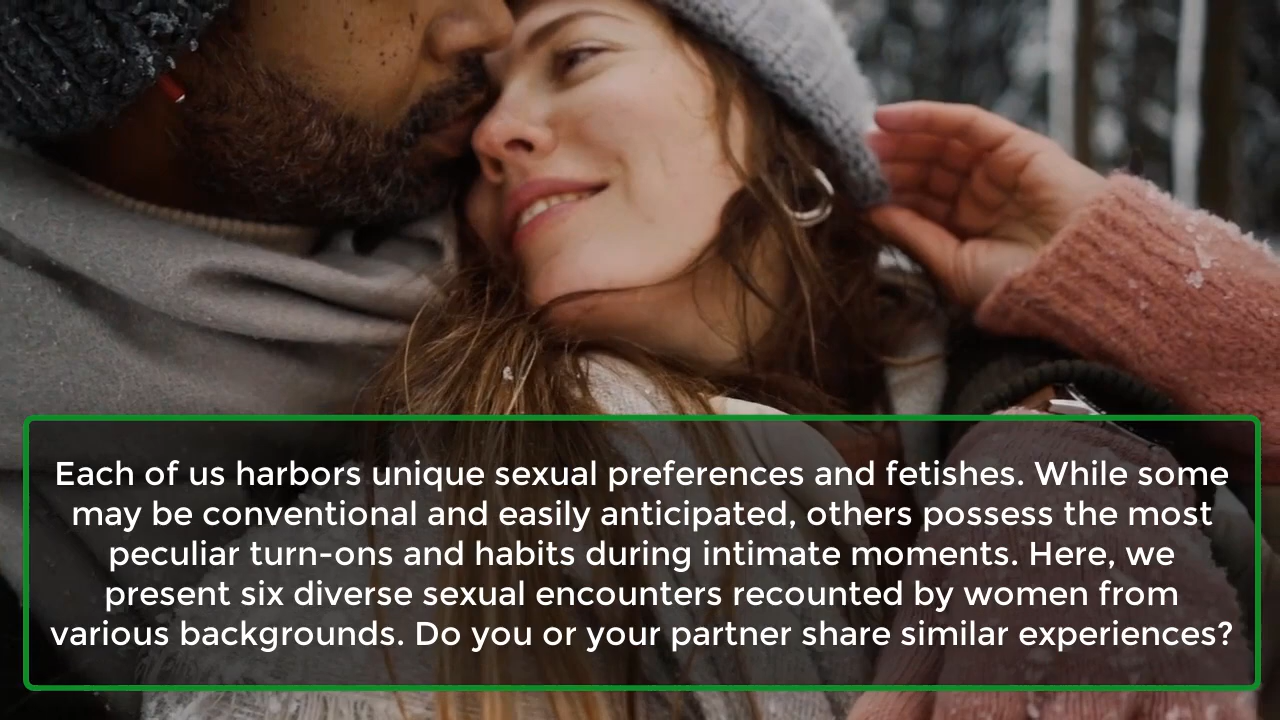 Each of us harbors unique sexual preferences and fetishes. While some
may be conventional and easily anticipated, others possess the most
peculiar turn-ons and habits during intimate moments. Here, we
present six diverse sexual encounters recounted by women from
various backgrounds. Do you or your partner share similar experiences?